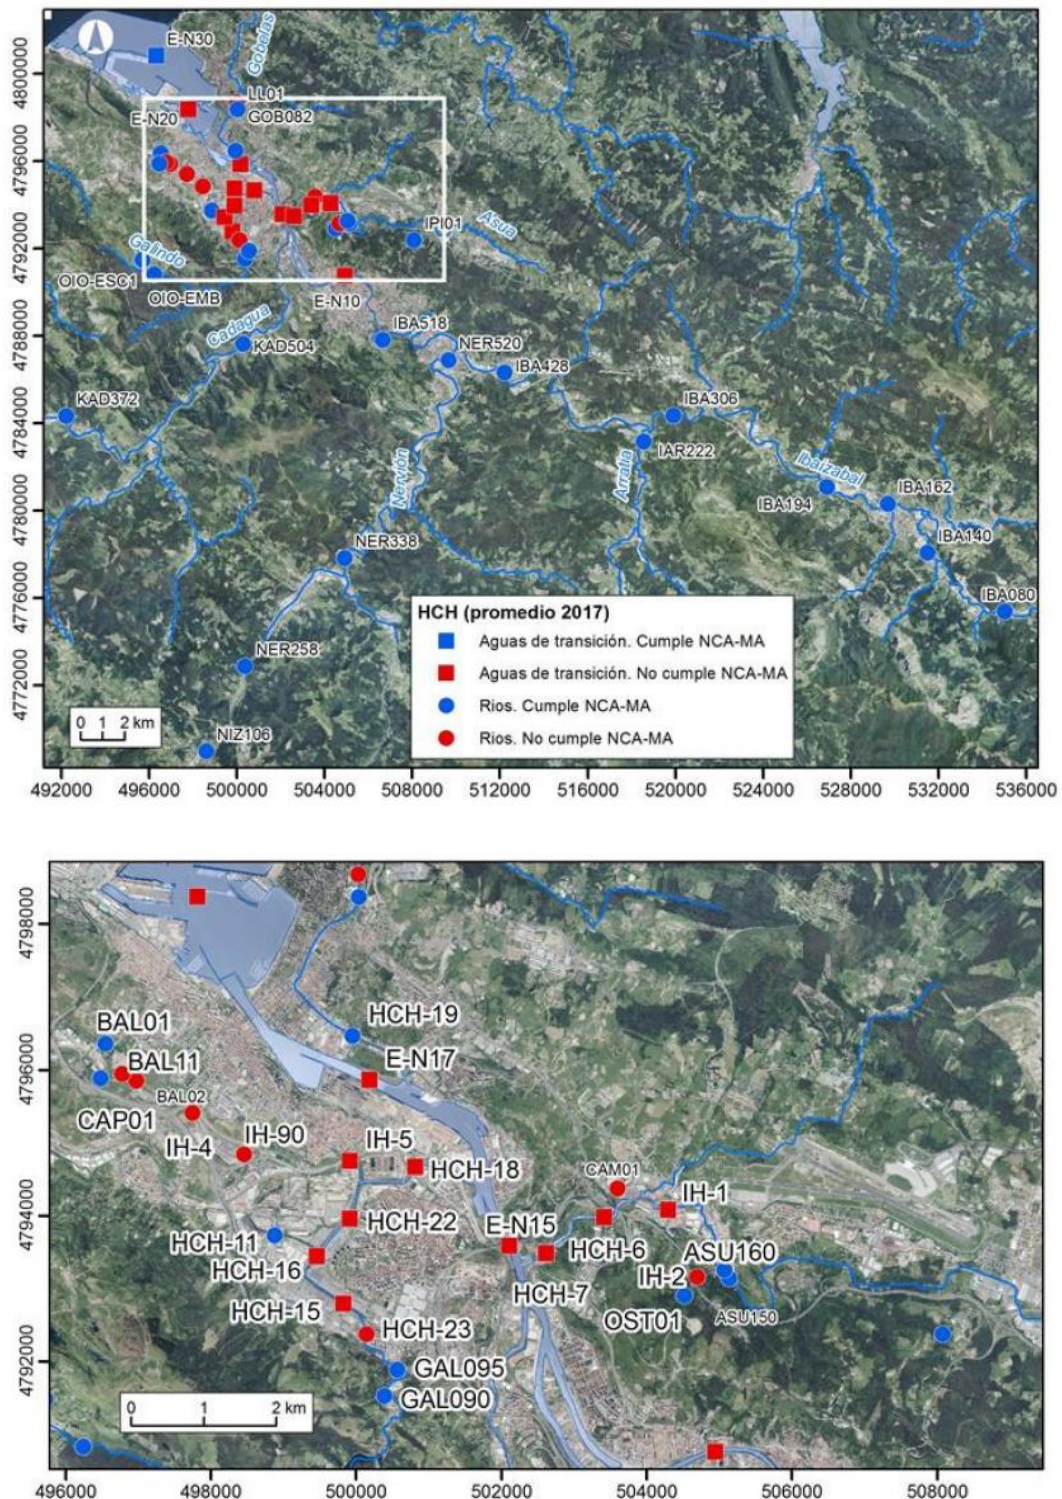 E-N30
Gobelas
LL01
GOB082
E-N20
IPI01
Asua
Galindo
OIO-ESC1
OIO-EMB
E-N10
Cadagua
KAD504
IBA518
NER520
IBA428
KAD372
IBA306
IAR222
Nervión
Arratia
Ibaizabal
IBA194
IBA162
IBA140
IBA080
NER338
NER258
NIZ106
HCH (promedio 2017)
Aguas de transición. Cumple NCA-MA
Aguas de transición. No cumple NCA-MA
Rios. Cumple NCA-MA
Rios. No cumple NCA-MA
0 1 2 km
4800000
4796000
4792000
4788000
4784000
4780000
4776000
4772000
492000 496000 500000 504000 508000 512000 516000 520000 524000 528000 532000 536000
HCH-19
BAL01
E-N17
BAL11
BAL02
CAP01
IH-4
IH-90
IH-5
HCH-18
CAM01
IH-1
HCH-22
E-N15
HCH-11
HCH-6
ASU160
HCH-16
IH-2
HCH-7
HCH-15
OST01
ASU150
HCH-23
GAL095
GAL090
0 1 2 km
4798000
4796000
4794000
4792000
496000 498000 500000 502000 504000 506000 508000